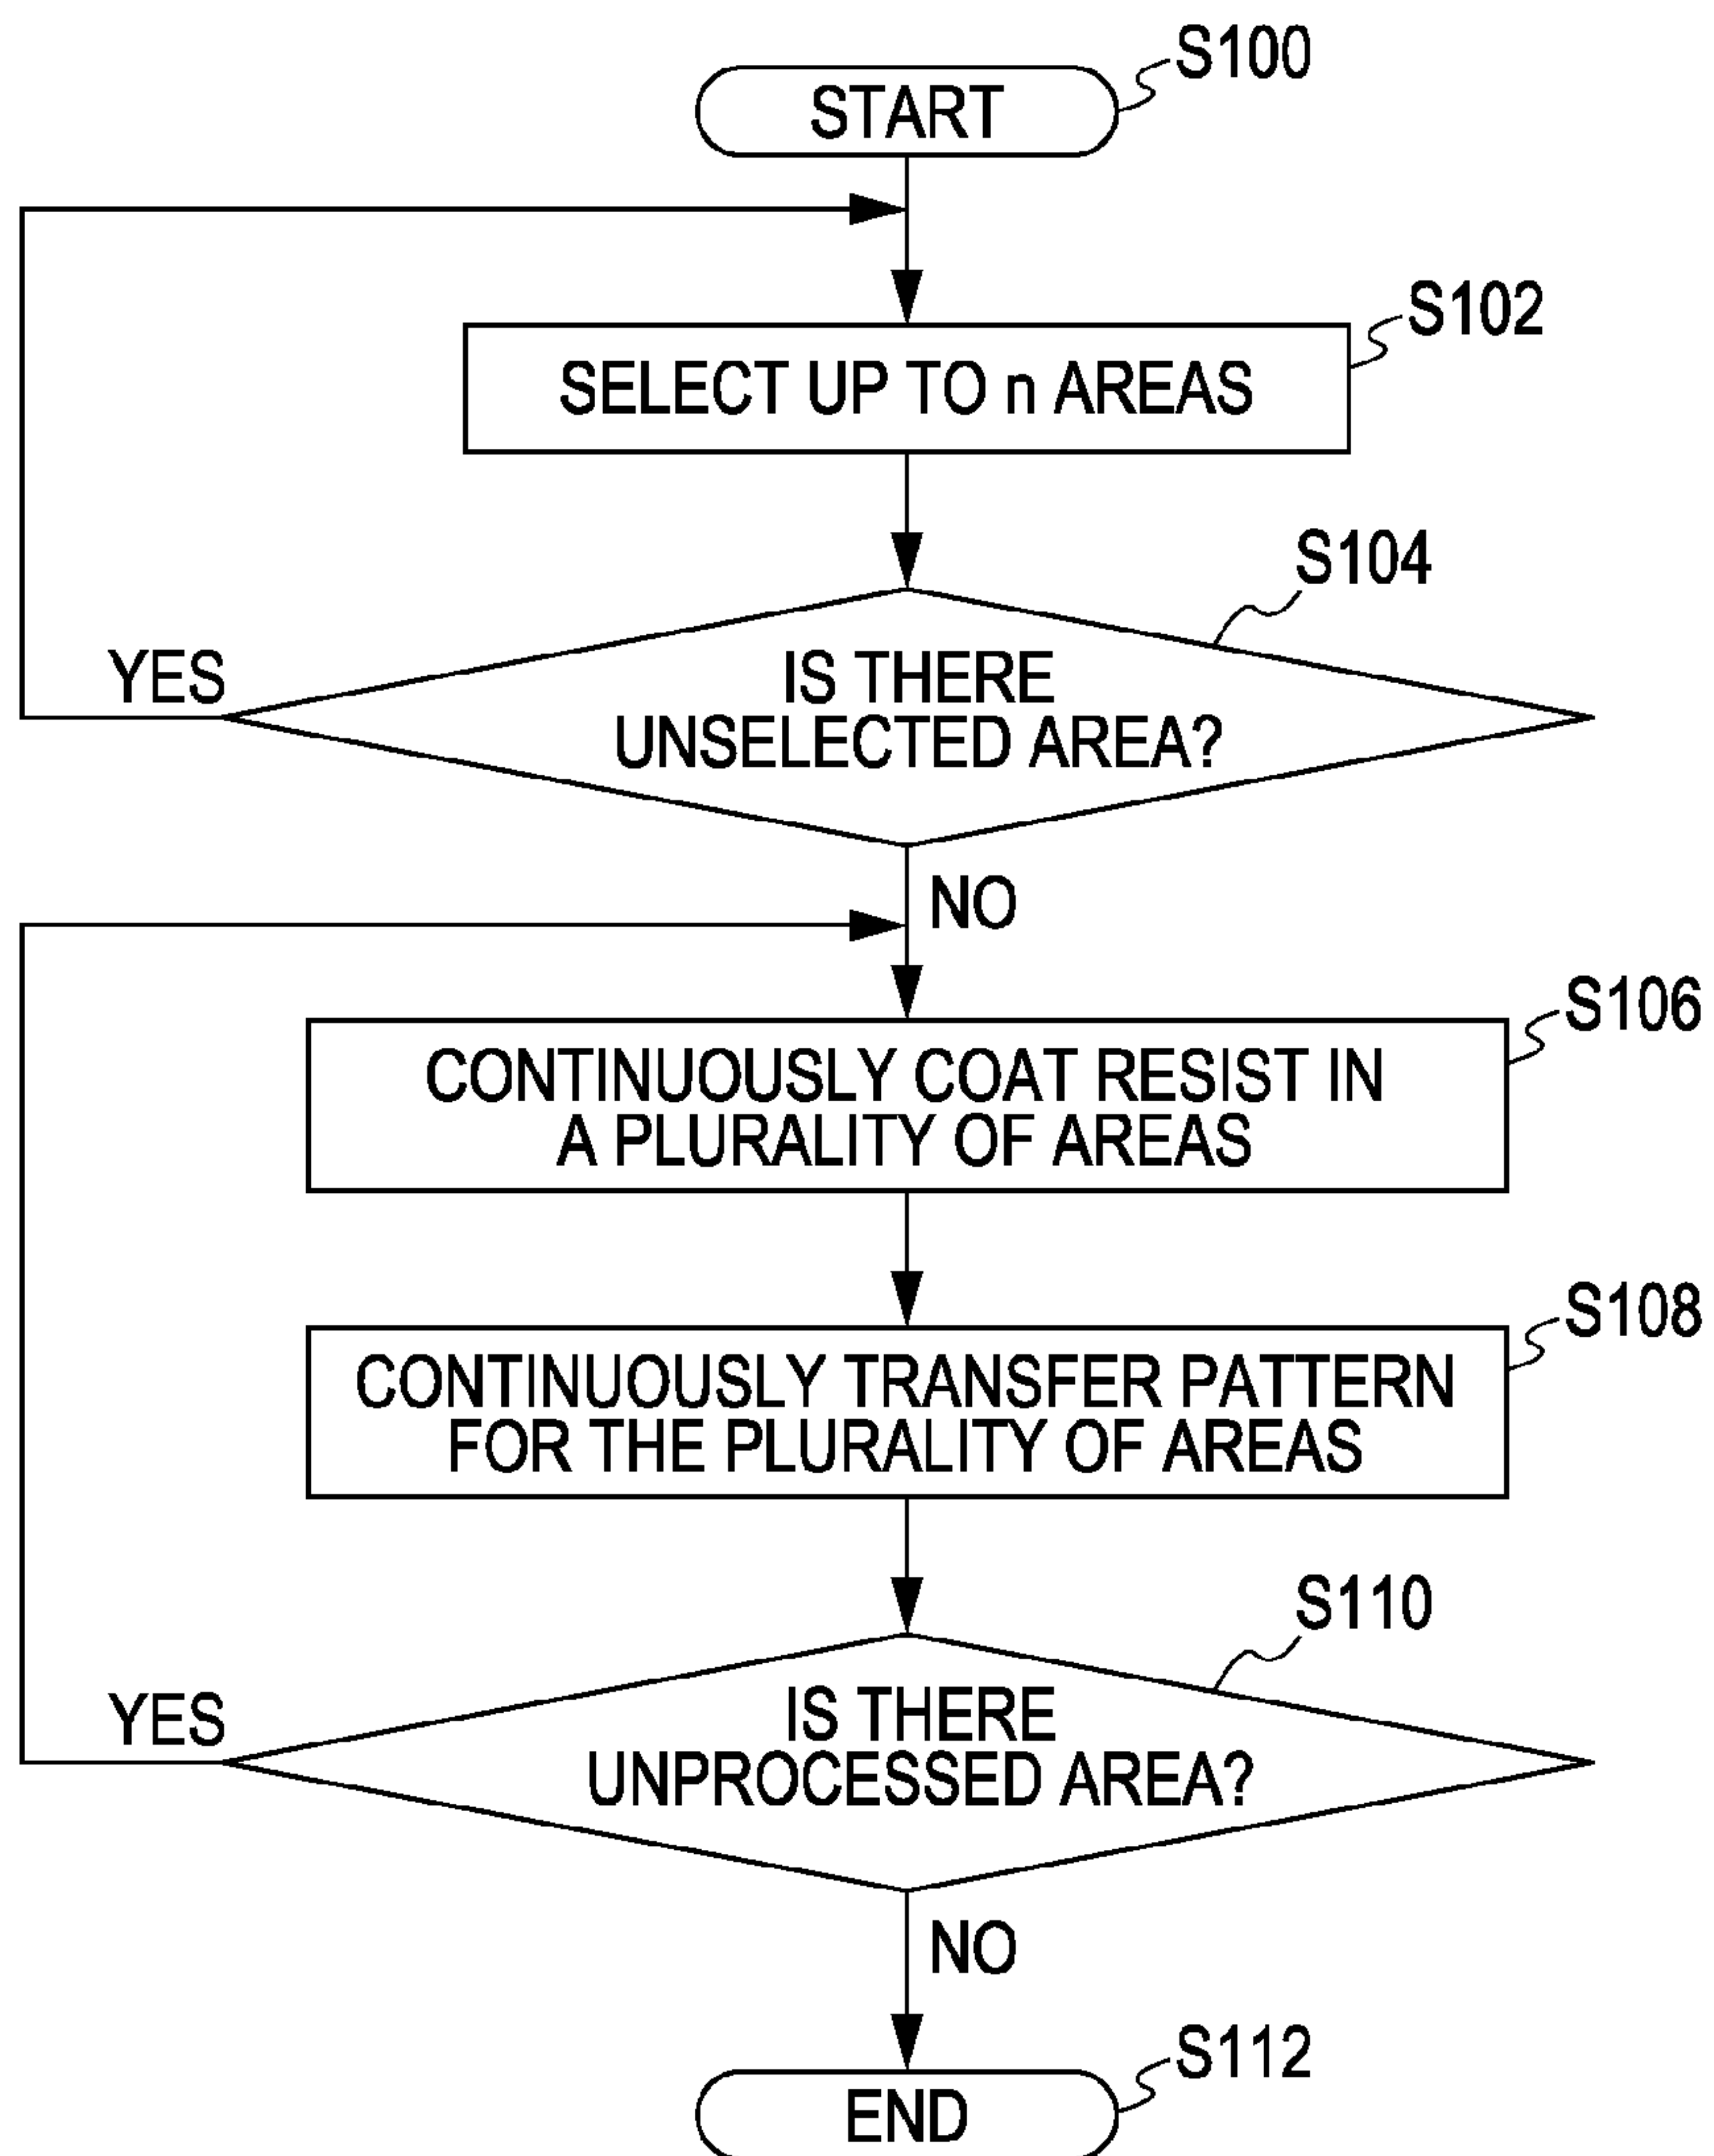 START
S100
SELECT UP TO n AREAS
S102
S104
IS THERE
UNSELECTED AREA?
YES
NO
CONTINUOUSLY COAT RESIST IN
A PLURALITY OF AREAS
S106
CONTINUOUSLY TRANSFER PATTERN
FOR THE PLURALITY OF AREAS
S108
S110
IS THERE
UNPROCESSED AREA?
YES
NO
END
S112